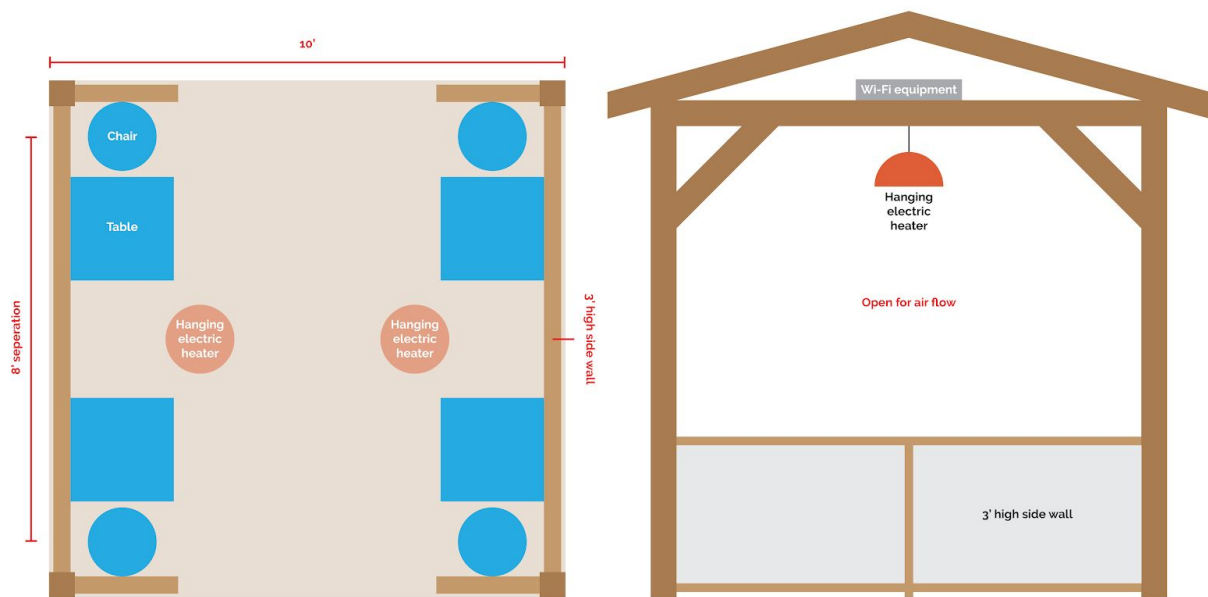 10'
Chair
Table
Hanging
electric
heater
Hanging
electric
heater
8' seperation
3' high side wall
Wi-Fi equipment
Hanging
electric
heater
Open for air flow
3' high side wall